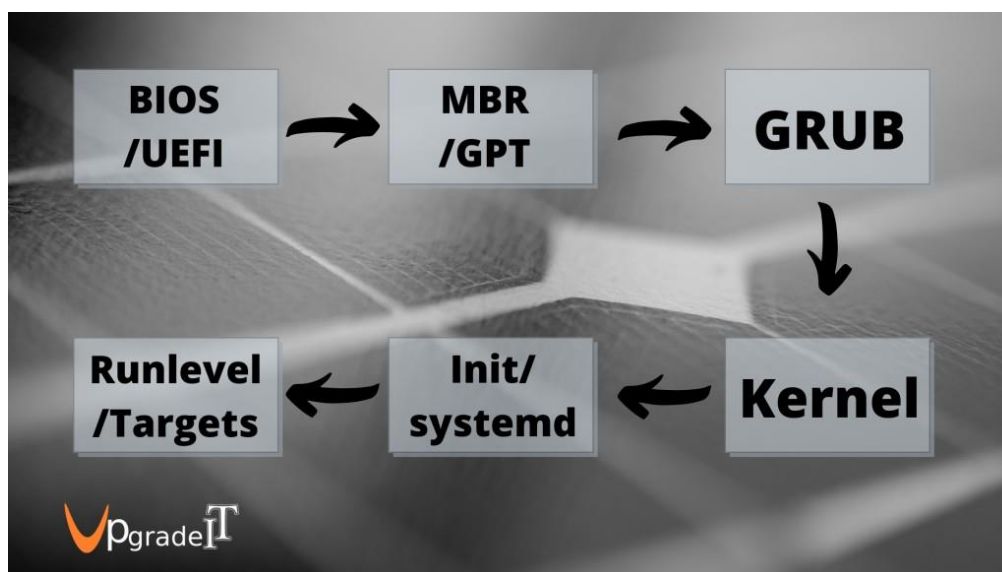 BIOS
/UEFI
MBR
/GPT
GRUB
Runlevel
/Targets
Init/
systemd
Kernel
UpgradeIT